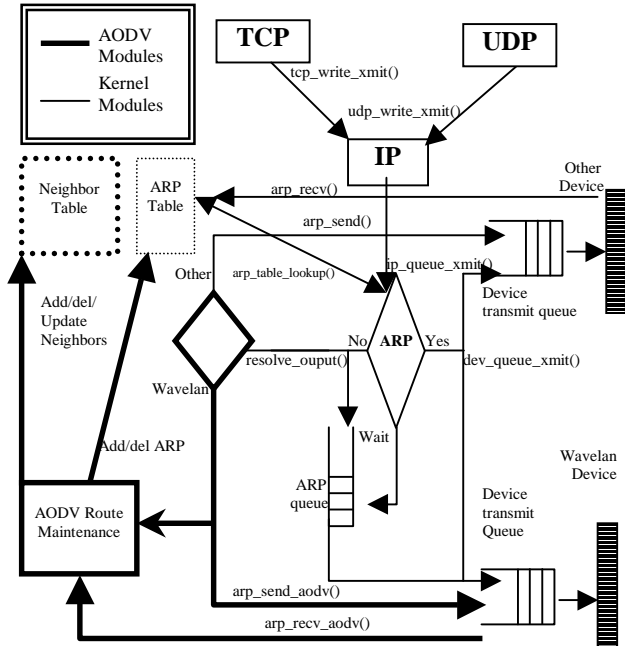 AODV
Modules
Kernel
Modules
TCP
UDP
tcp_write_xmit()
udp_write_xmit()
IP
Neighbor
Table
ARP
Table
arp_recv()
Other
Device
arp_send()
Other
arp_table_lookup()
ip_queue_xmit()
Device
transmit queue
Add/del/
Update
Neighbors
No
ARP
Yes
resolve_ouput()
dev_queue_xmit()
Wavelan
Wait
Add/del ARP
Wavelan
Device
ARP
queue
Device
transmit
Queue
AODV Route
Maintenance
arp_send_aodv()
arp_recv_aodv()